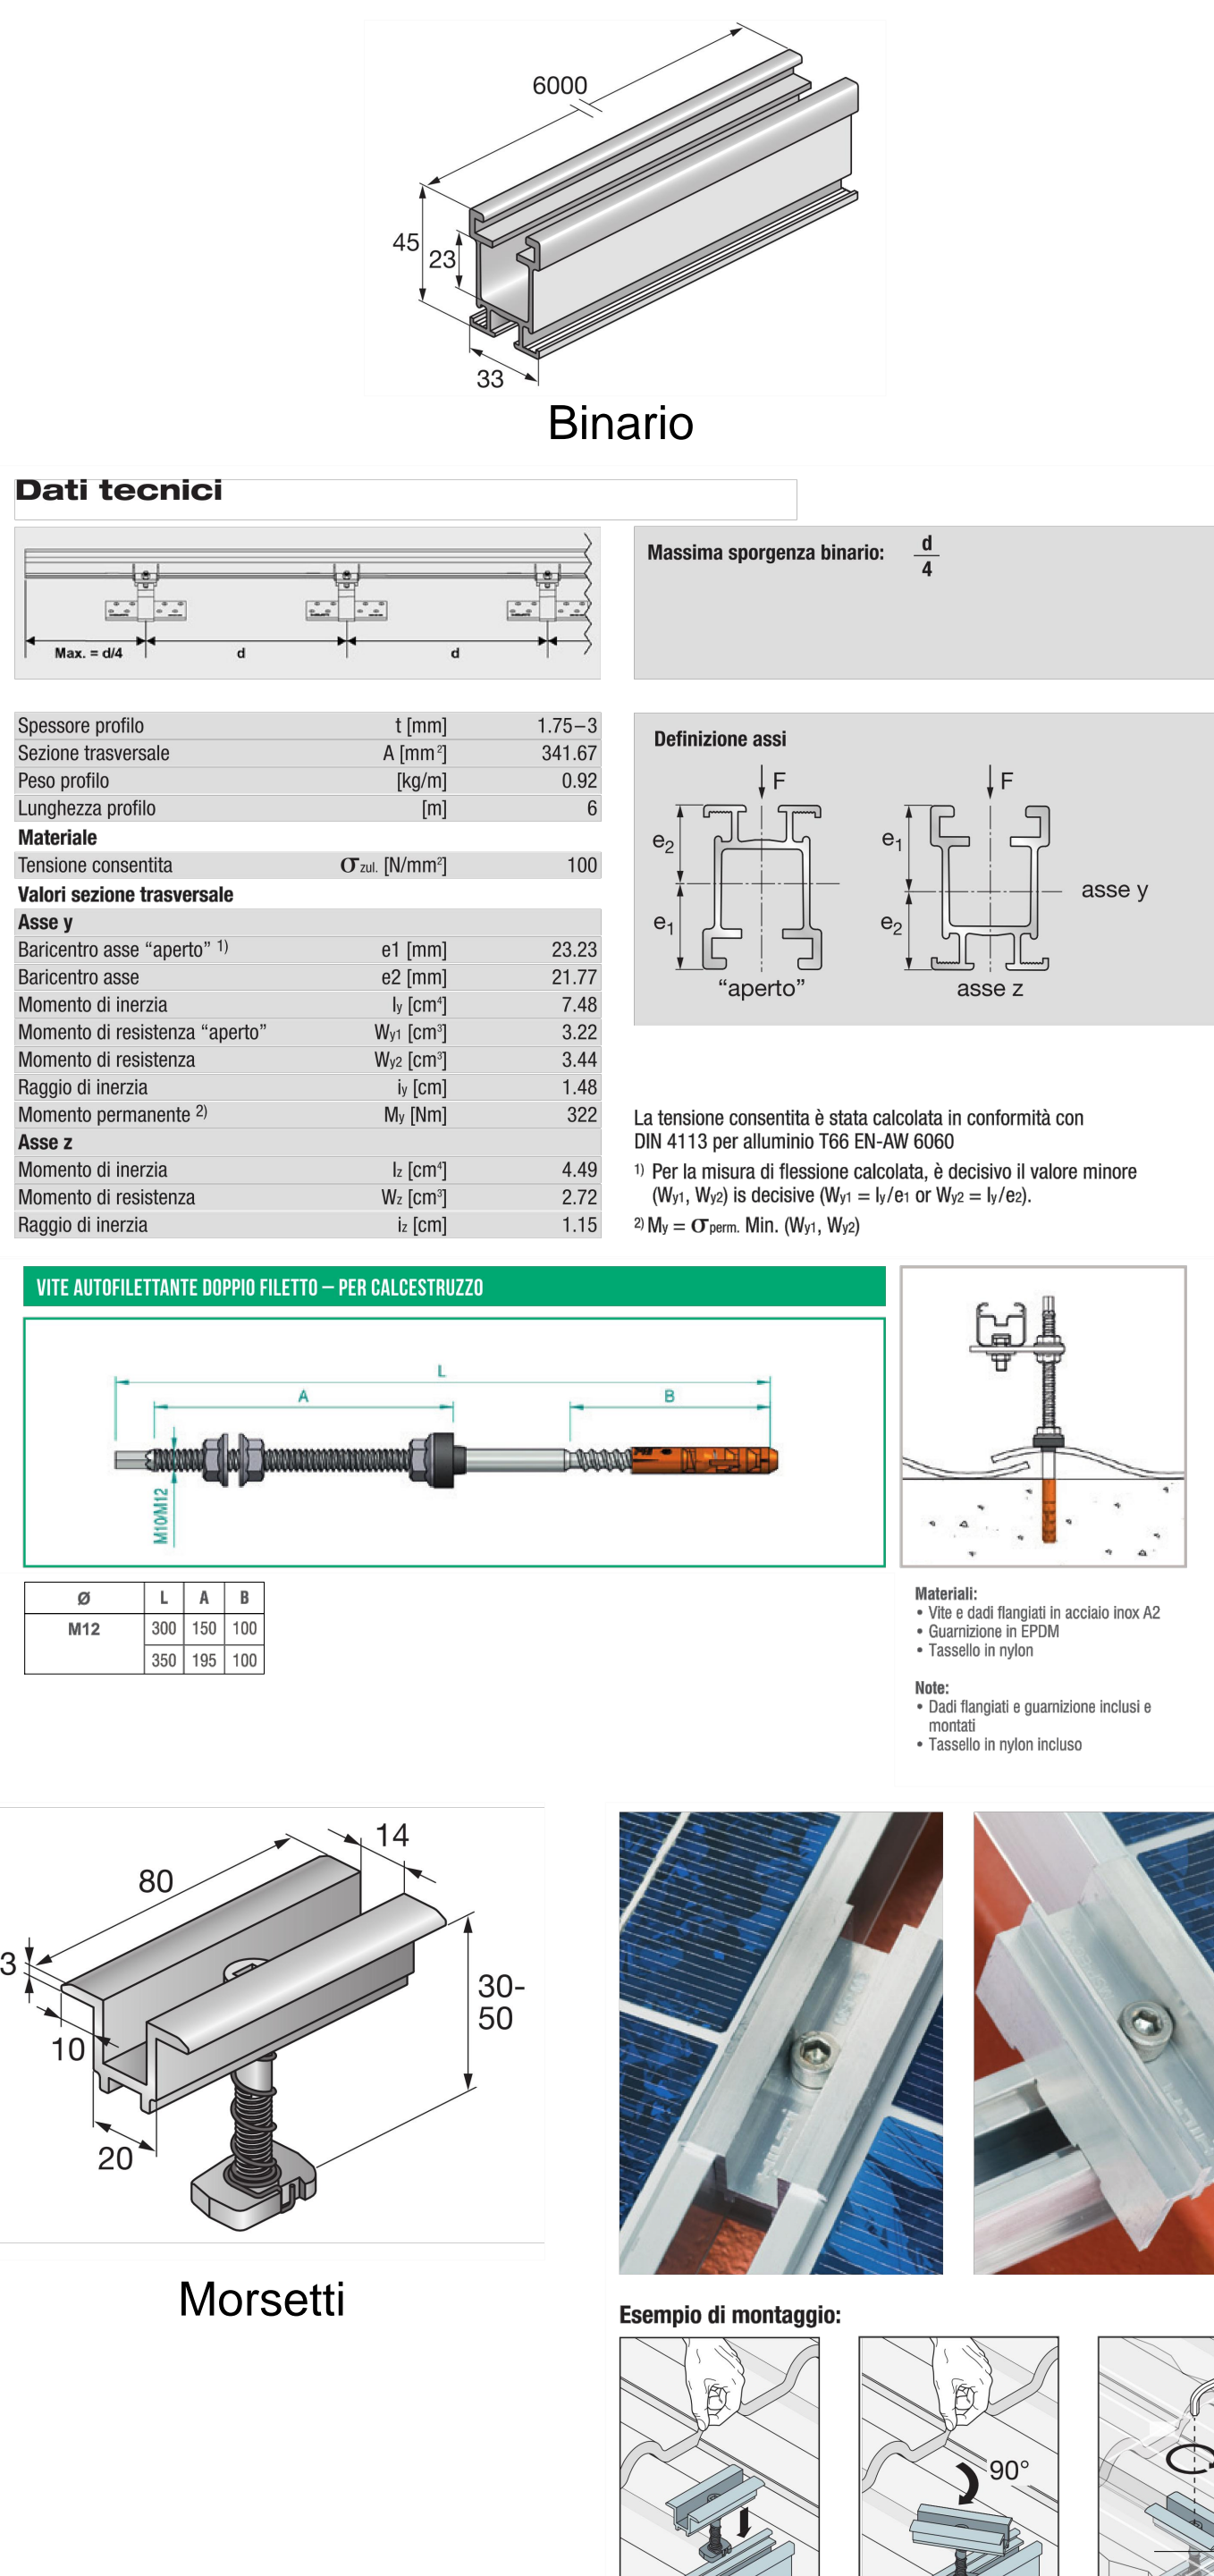 6000
45
23
33
Binario
Dati tecnici
Max. = d/4 d d
Massima sporgenza binario: d
4
Spessore profilo t [mm] 1.75–3
Sezione trasversale A [mm²] 341.67
Peso profilo [kg/m] 0.92
Lunghezza profilo [m] 6
Materiale
Tensione consentita σzul. [N/mm²] 100
Valori sezione trasversale
Asse y
Baricentro asse “aperto” 1) e1 [mm] 23.23
Baricentro asse e2 [mm] 21.77
Momento di inerzia Iy [cm⁴] 7.48
Momento di resistenza “aperto” Wy1 [cm³] 3.22
Momento di resistenza Wy2 [cm³] 3.44
Raggio di inerzia iy [cm] 1.48
Momento permanente 2) My [Nm] 322
Asse z
Momento di inerzia Iz [cm⁴] 4.49
Momento di resistenza Wz [cm³] 2.72
Raggio di inerzia iz [cm] 1.15
Definizione assi
F F
e2 e1
asse y
e1 e2
“aperto” asse z
La tensione consentita è stata calcolata in conformità con
DIN 4113 per alluminio T66 EN-AW 6060
1) Per la misura di flessione calcolata, è decisivo il valore minore
(Wy1, Wy2) is decisive (Wy1 = Iy/e1 or Wy2 = Iy/e2).
2) My = σperm. Min. (Wy1, Wy2)
VITE AUTOFILETTANTE DOPPIO FILETTO – PER CALCESTRUZZO
L
A B
M10/M12
Ø L A B
M12 300 150 100
350 195 100
Materiali:
• Vite e dadi flangiati in acciaio inox A2
• Guarnizione in EPDM
• Tassello in nylon
Note:
• Dadi flangiati e guarnizione inclusi e
montati
• Tassello in nylon incluso
14
80
3
30-
50
10
20
Morsetti
Esempio di montaggio:
90°